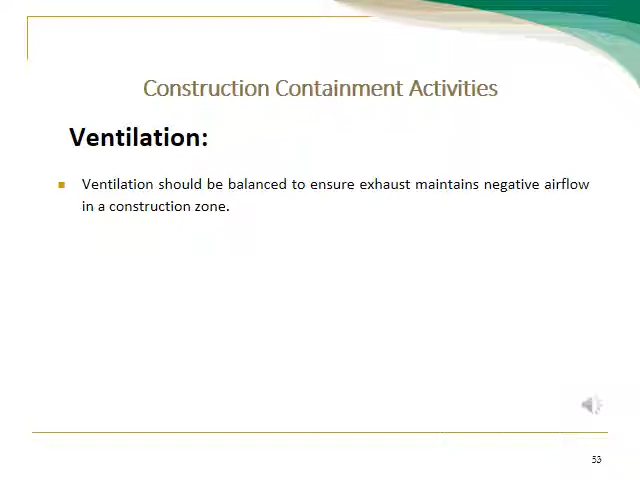 Construction Containment Activities
Ventilation:
Ventilation should be balanced to ensure exhaust maintains negative airflow
in a construction zone.
53